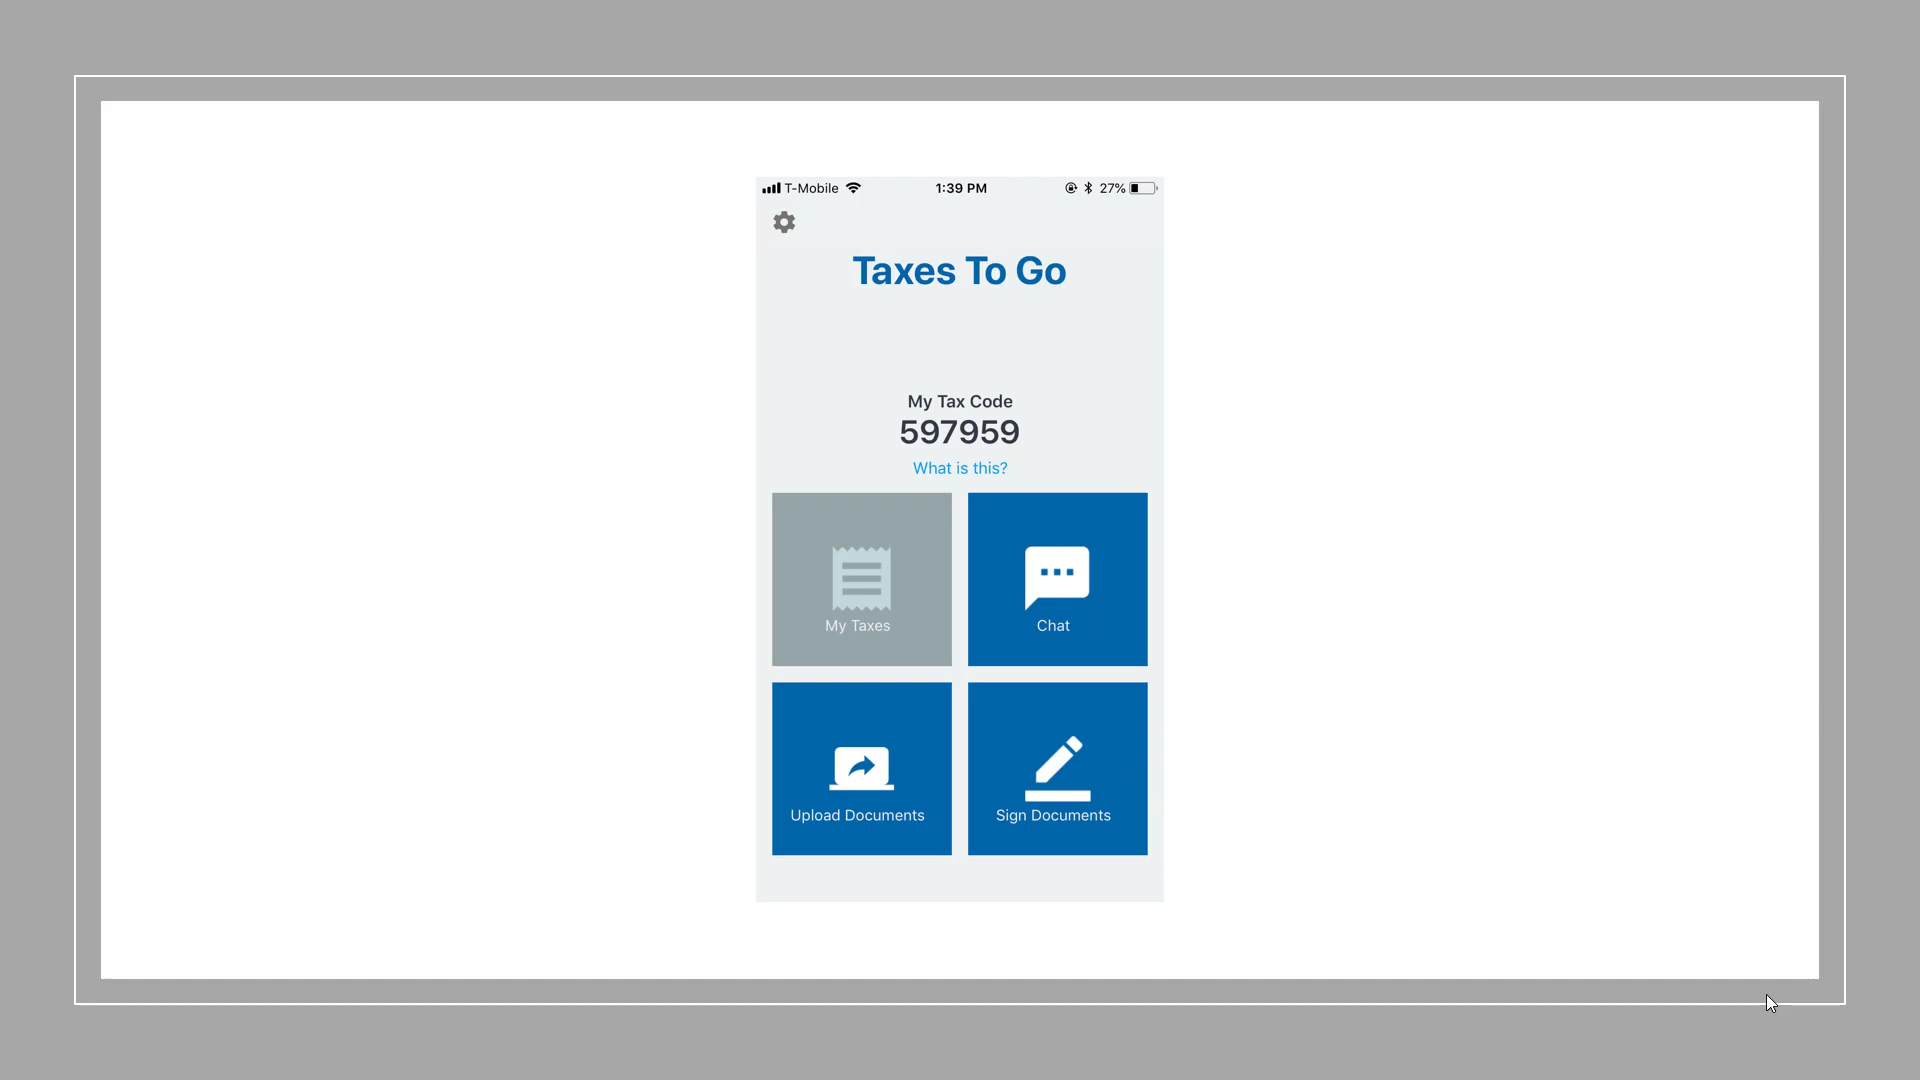 T-Mobile 1:39 PM 27%
Taxes To Go
My Tax Code
597959
What is this?
My Taxes
Chat
Upload Documents
Sign Documents